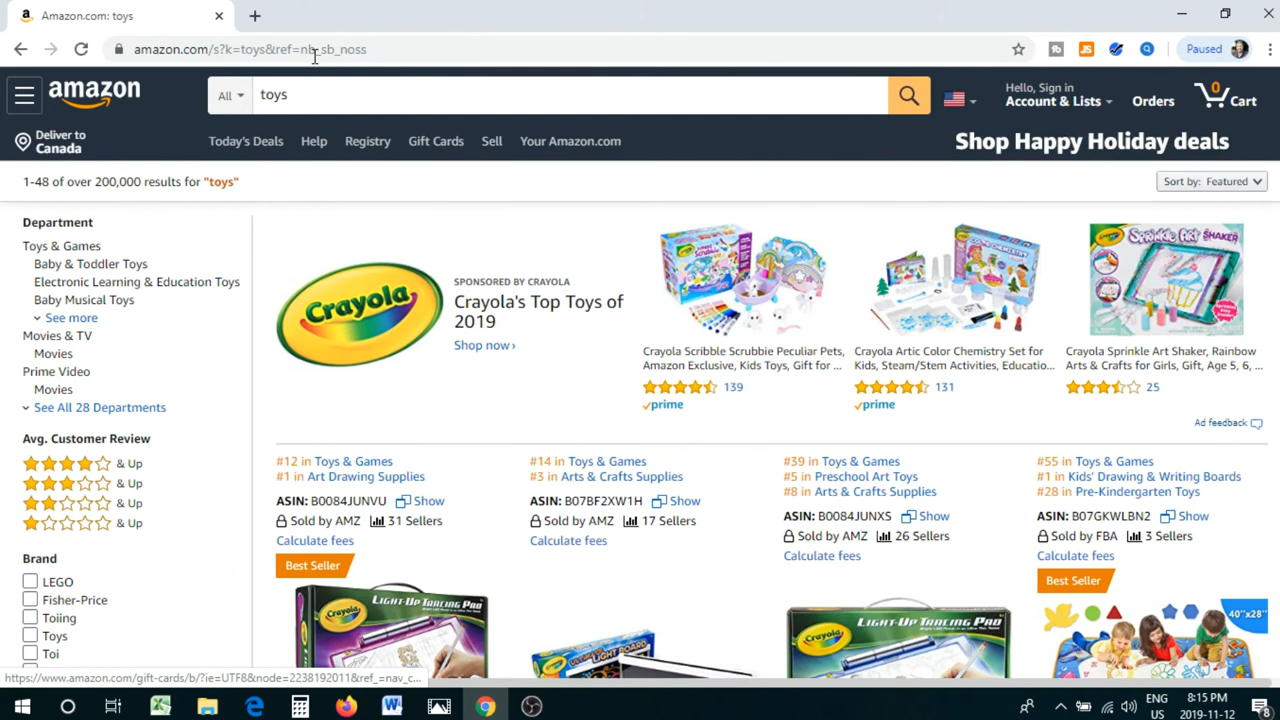 Amazon.com: toys
amazon.com/s?k=toys&ref=nb_sb_noss
Paused
amazon
All
toys
Hello, Sign in
Account & Lists
Orders
0
Cart
Deliver to
Canada
Today's Deals
Help
Registry
Gift Cards
Sell
Your Amazon.com
Shop Happy Holiday deals
1-48 of over 200,000 results for "toys"
Sort by: Featured
Department
Toys & Games
Baby & Toddler Toys
Electronic Learning & Education Toys
Baby Musical Toys
See more
Movies & TV
Movies
Prime Video
Movies
See All 28 Departments
Avg. Customer Review
& Up
& Up
& Up
& Up
Brand
LEGO
Fisher-Price
Toiing
Toys
Toi
Crayola
SPONSORED BY CRAYOLA
Crayola's Top Toys of
2019
Shop now ›
Crayola Scribble Scrubbie Peculiar Pets,
Amazon Exclusive, Kids Toys, Gift for ...
139
prime
Crayola Artic Color Chemistry Set for
Kids, Steam/Stem Activities, Educatio...
131
prime
Crayola Sprinkle Art Shaker, Rainbow
Arts & Crafts for Girls, Gift, Age 5, 6, ...
25
Ad feedback
#12 in Toys & Games
#1 in Art Drawing Supplies
ASIN: B0084JUNVU Show
Sold by AMZ 31 Sellers
Calculate fees
Best Seller
#14 in Toys & Games
#3 in Arts & Crafts Supplies
ASIN: B07BF2XW1H Show
Sold by AMZ 17 Sellers
Calculate fees
#39 in Toys & Games
#5 in Preschool Art Toys
#8 in Arts & Crafts Supplies
ASIN: B0084JUNXS Show
Sold by AMZ 26 Sellers
Calculate fees
#55 in Toys & Games
#1 in Kids' Drawing & Writing Boards
#28 in Pre-Kindergarten Toys
ASIN: B07GKWLBN2 Show
Sold by FBA 3 Sellers
Calculate fees
Best Seller
Crayola
LIGHT-UP TRACING PAD
Crayola
LIGHT BOARD
Crayola
LIGHT-UP TRACING PAD
40"x28"
https://www.amazon.com/gift-cards/b/?ie=UTF8&node=2238192011&ref_=nav_c...
ENG
US
8:15 PM
2019-11-12
8